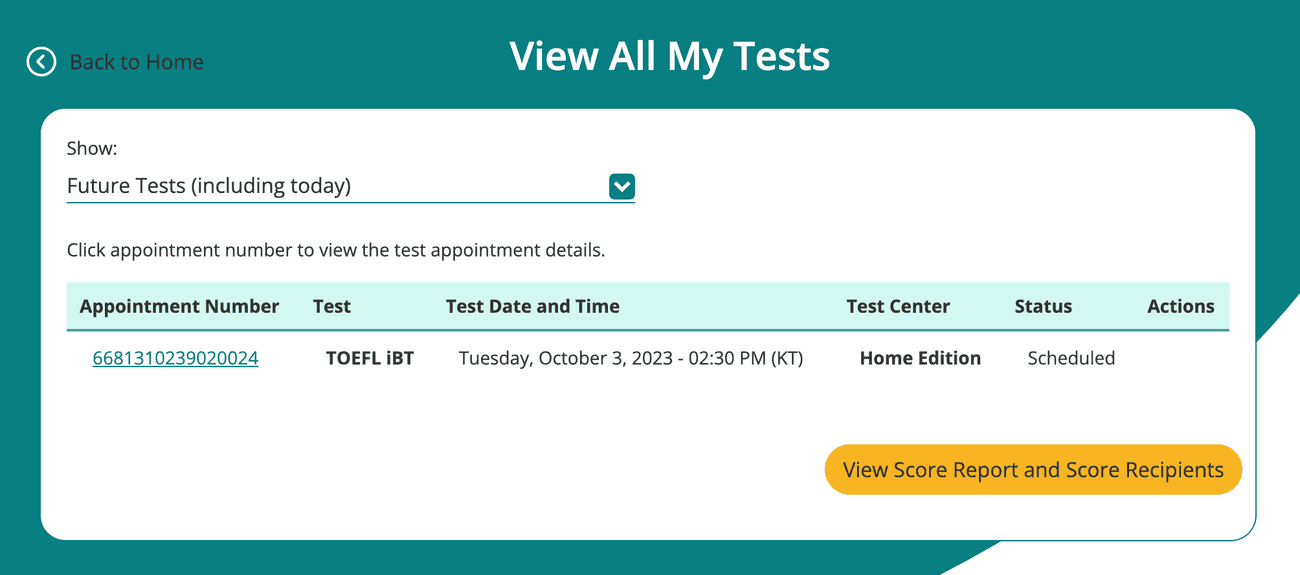 Back to Home
View All My Tests
Show:
Future Tests (including today)
Click appointment number to view the test appointment details.
Appointment Number Test Test Date and Time Test Center Status Actions
6681310239020024 TOEFL iBT Tuesday, October 3, 2023 - 02:30 PM (KT) Home Edition Scheduled
View Score Report and Score Recipients